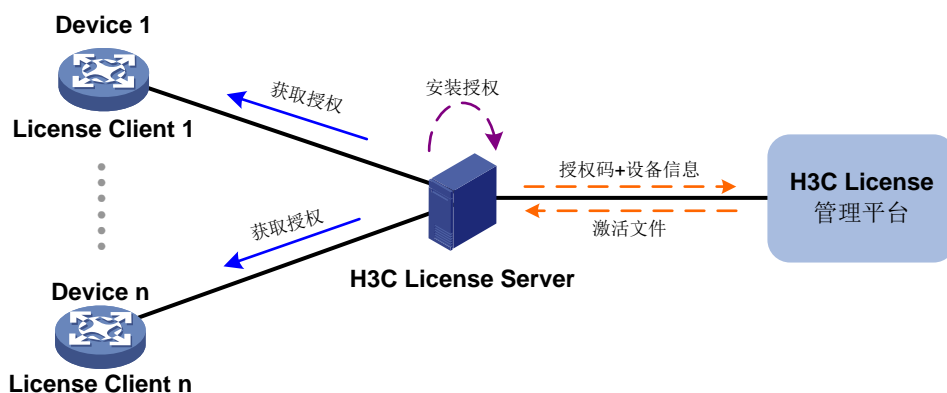 Device 1
License Client 1
获取授权
安装授权
授权码+设备信息
激活文件
H3C License
管理平台
获取授权
H3C License Server
Device n
License Client n